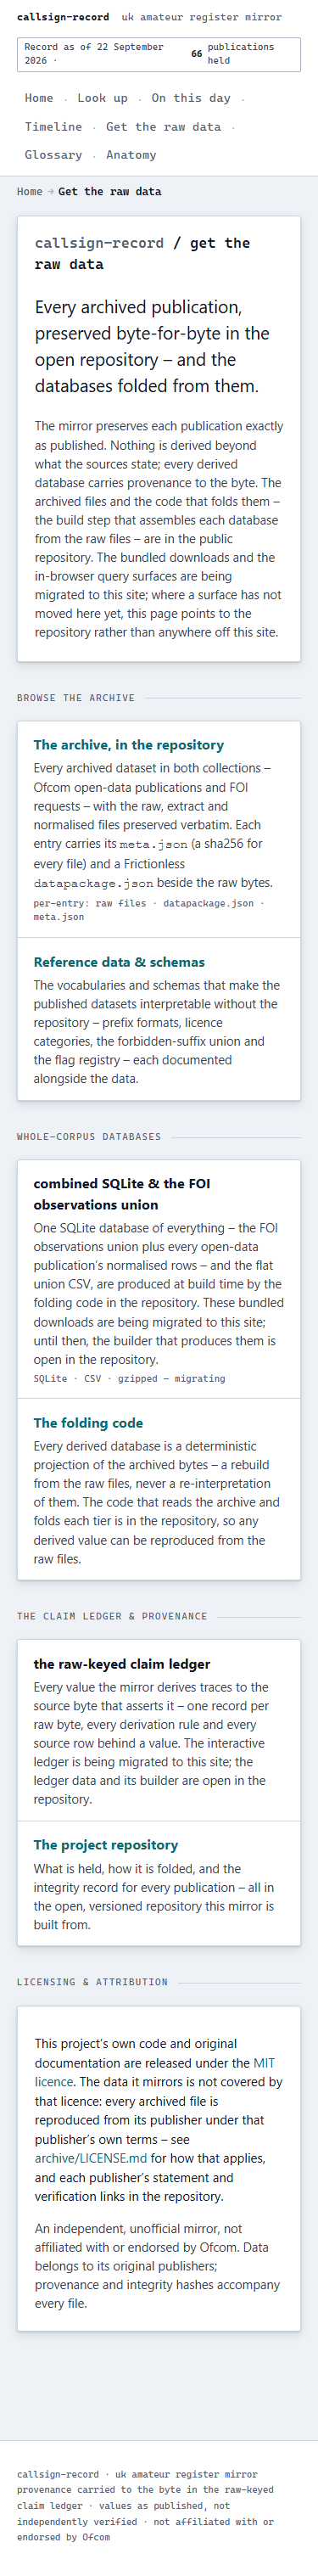 callsign-record uk amateur register mirror
Record as of 22 September
2026 ·
66 publications
held
Home · Look up · On this day ·
Timeline · Get the raw data ·
Glossary · Anatomy
Home → Get the raw data
callsign-record / get the
raw data
Every archived publication,
preserved byte-for-byte in the
open repository – and the
databases folded from them.
The mirror preserves each publication exactly
as published. Nothing is derived beyond
what the sources state; every derived
database carries provenance to the byte. The
archived files and the code that folds them –
the build step that assembles each database
from the raw files – are in the public
repository. The bundled downloads and the
in-browser query surfaces are being
migrated to this site; where a surface has not
moved here yet, this page points to the
repository rather than anywhere off this site.
BROWSE THE ARCHIVE
The archive, in the repository
Every archived dataset in both collections –
Ofcom open-data publications and FOI
requests – with the raw, extract and
normalised files preserved verbatim. Each
entry carries its meta.json (a sha256 for
every file) and a Frictionless
datapackage.json beside the raw bytes.
per-entry: raw files · datapackage.json ·
meta.json
Reference data & schemas
The vocabularies and schemas that make the
published datasets interpretable without the
repository – prefix formats, licence
categories, the forbidden-suffix union and
the flag registry – each documented
alongside the data.
WHOLE-CORPUS DATABASES
combined SQLite & the FOI
observations union
One SQLite database of everything – the FOI
observations union plus every open-data
publication's normalised rows – and the flat
union CSV, are produced at build time by the
folding code in the repository. These bundled
downloads are being migrated to this site;
until then, the builder that produces them is
open in the repository.
SQLite · CSV · gzipped – migrating
The folding code
Every derived database is a deterministic
projection of the archived bytes – a rebuild
from the raw files, never a re-interpretation
of them. The code that reads the archive and
folds each tier is in the repository, so any
derived value can be reproduced from the
raw files.
THE CLAIM LEDGER & PROVENANCE
the raw-keyed claim ledger
Every value the mirror derives traces to the
source byte that asserts it – one record per
raw byte, every derivation rule and every
source row behind a value. The interactive
ledger is being migrated to this site; the
ledger data and its builder are open in the
repository.
The project repository
What is held, how it is folded, and the
integrity record for every publication – all in
the open, versioned repository this mirror is
built from.
LICENSING & ATTRIBUTION
This project's own code and original
documentation are released under the MIT
licence. The data it mirrors is not covered by
that licence: every archived file is
reproduced from its publisher under that
publisher's own terms – see
archive/LICENSE.md for how that applies,
and each publisher's statement and
verification links in the repository.
An independent, unofficial mirror, not
affiliated with or endorsed by Ofcom. Data
belongs to its original publishers;
provenance and integrity hashes accompany
every file.
callsign-record · uk amateur register mirror
provenance carried to the byte in the raw-keyed
claim ledger · values as published, not
independently verified · not affiliated with or
endorsed by Ofcom